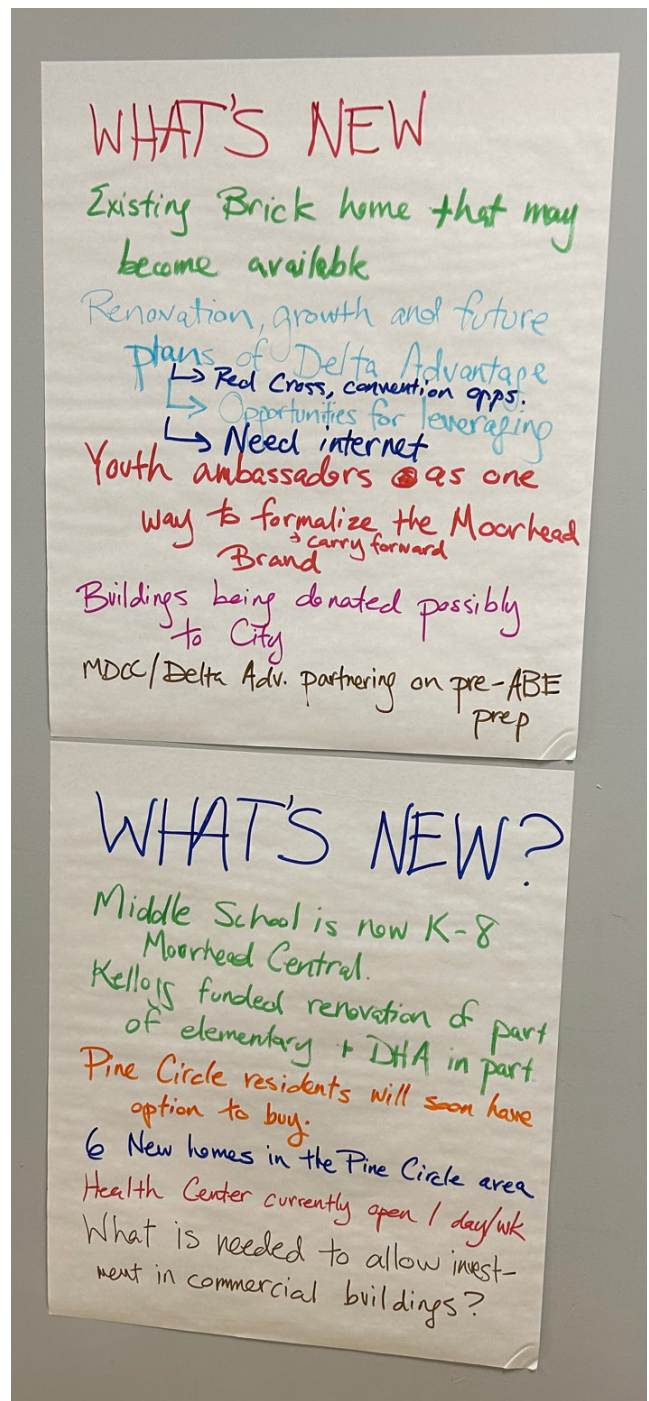 WHAT'S NEW
Existing Brick home that may
become available
Renovation, growth and future
plans of Delta Advantage
↳ Red Cross, convention opps.
↳ Opportunities for leveraging
↳ Need internet
Youth ambassadors as one
way to formalize the Moorhead
→ carry forward
Brand
Buildings being donated possibly
to City
MDCC/Delta Adv. partnering on pre-ABE
prep
WHAT'S NEW?
Middle School is now K-8
Moorhead Central.
Kellogg funded renovation of part
of elementary + DHA in part.
Pine Circle residents will soon have
option to buy.
6 New homes in the Pine Circle area
Health Center currently open 1 day/wk
What is needed to allow invest-
ment in commercial buildings?